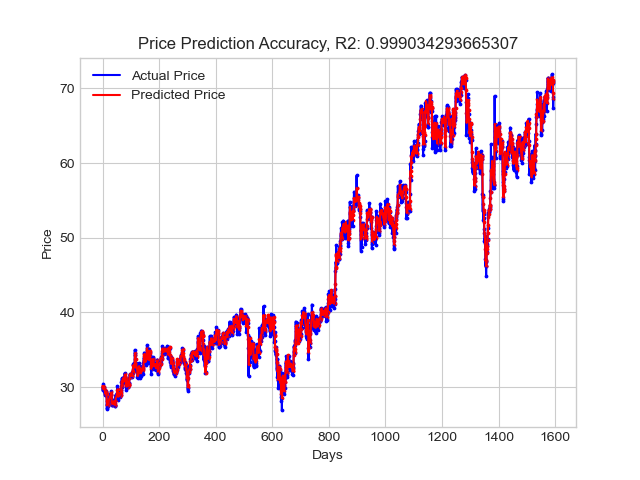 Price Prediction Accuracy, R2: 0.999034293665307
Actual Price
Predicted Price
70
60
50
40
30
Price
0 200 400 600 800 1000 1200 1400 1600
Days